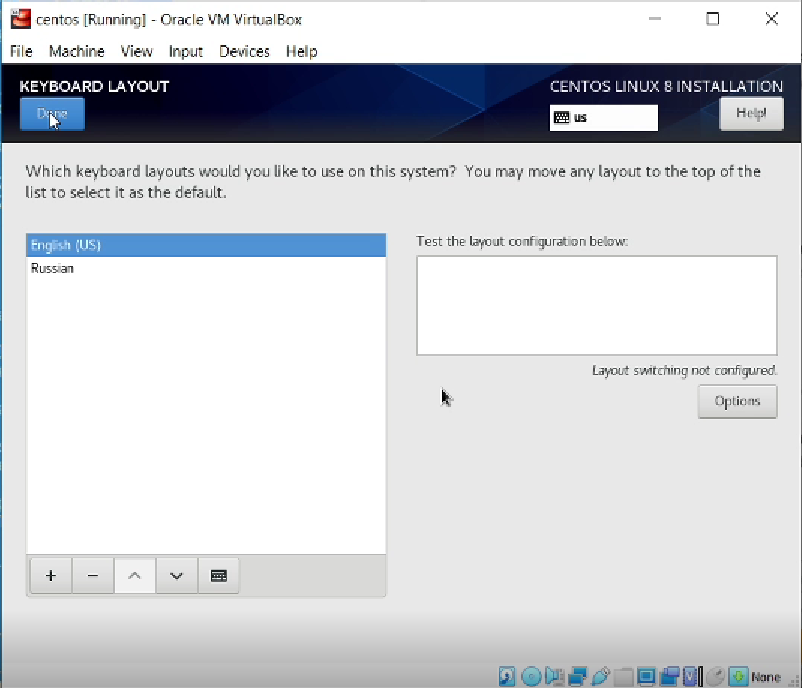 centos [Running] - Oracle VM VirtualBox
File Machine View Input Devices Help
KEYBOARD LAYOUT
CENTOS LINUX 8 INSTALLATION
Done
us
Help!
Which keyboard layouts would you like to use on this system? You may move any layout to the top of the
list to select it as the default.
English (US)
Russian
Test the layout configuration below:
Layout switching not configured.
Options
None